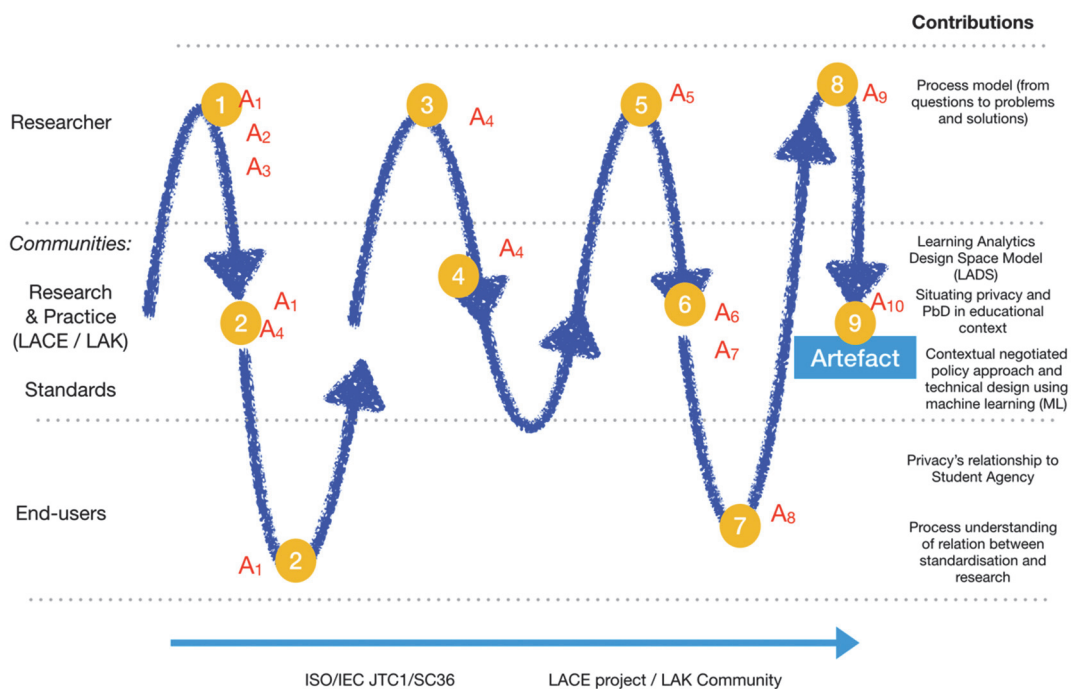 Contributions
Researcher
1
A1
A2
A3
3
A4
5
A5
8
A9
Process model (from
questions to problems
and solutions)
Communities:
Research
& Practice
(LACE / LAK)
Standards
2
A1
A4
4
A4
6
A6
A7
A10
9
Artefact
Learning Analytics
Design Space Model
(LADS)
Situating privacy and
PbD in educational
context
Contextual negotiated
policy approach and
technical design using
machine learning (ML)
End-users
A1
2
7
A8
Privacy's relationship to
Student Agency
Process understanding
of relation between
standardisation and
research
ISO/IEC JTC1/SC36
LACE project / LAK Community